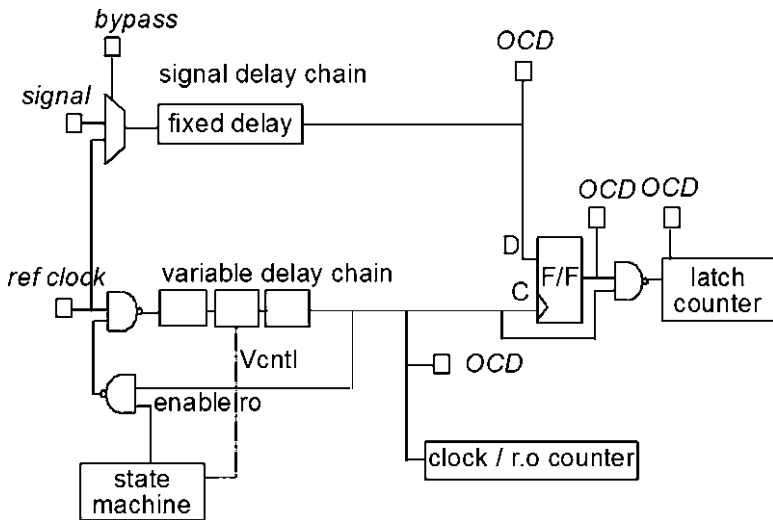 bypass
OCD
signal delay chain
signal
fixed delay
OCD OCD
D
F/F
C
ref clock
variable delay chain
latch
counter
Vcntl
OCD
enable ro
clock / r.o counter
state
machine